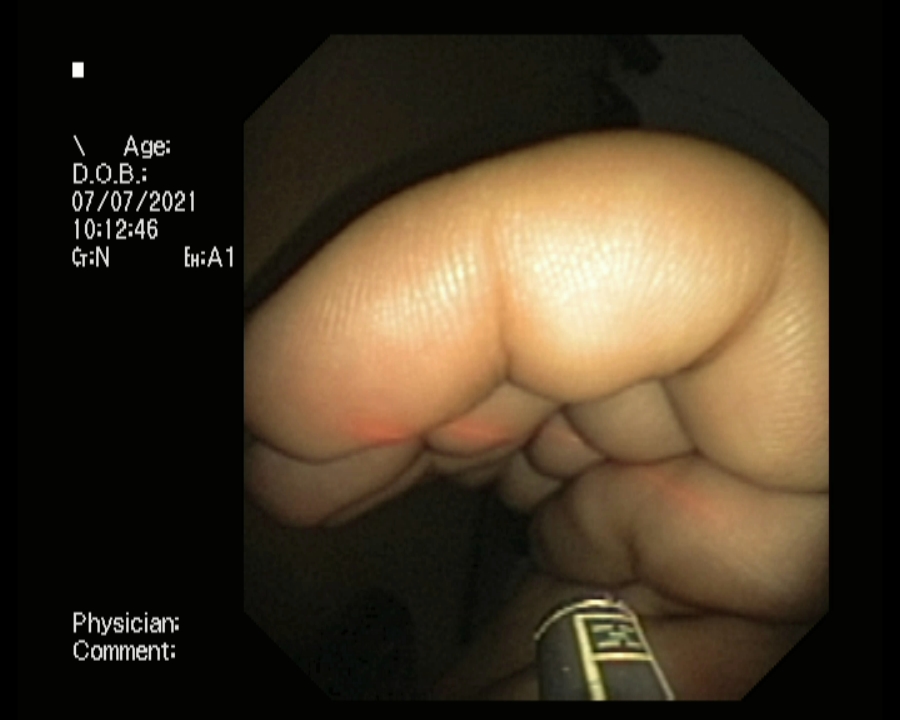 \ Age:
D.O.B.:
07/07/2021
10:12:46
Cr:N EH:A1
Physician:
Comment: